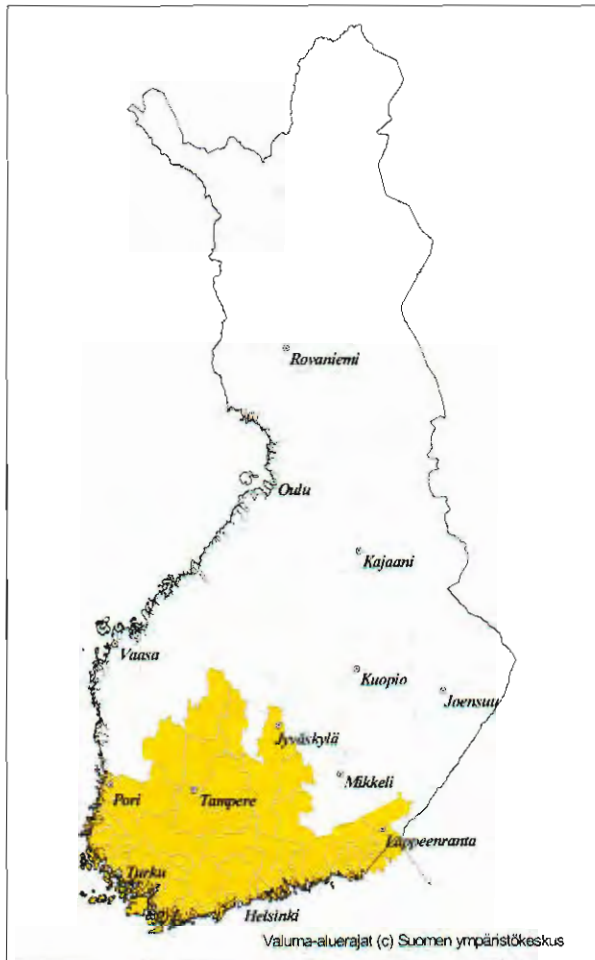 Rovaniemi
Oulu
Kajaani
Vaasa
Kuopio
Joensuu
Jyväskylä
Mikkeli
Pori
Tampere
Lappeenranta
Turku
Helsinki
Valuma-aluerajat (c) Suomen ympäristökeskus